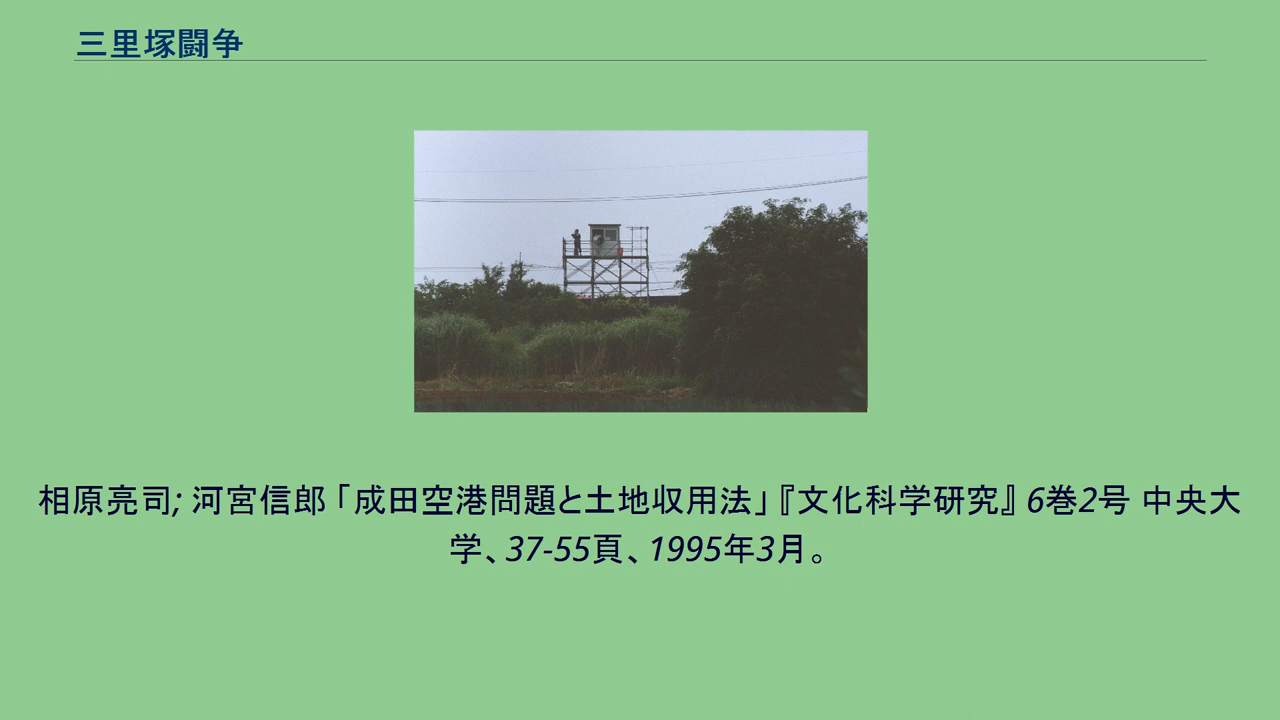 三里塚闘争
相原亮司; 河宮信郎「成田空港問題と土地収用法」『文化科学研究』 6巻2号 中央大
学、37-55頁、1995年3月。